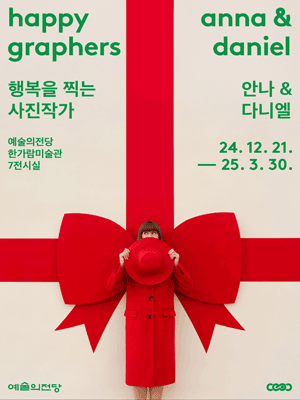 happy
graphers
anna &
daniel
행복을 찍는
사진작가
안나 &
다니엘
예술의전당
한가람미술관
7전시실
24. 12. 21.
— 25. 3. 30.
예술의전당